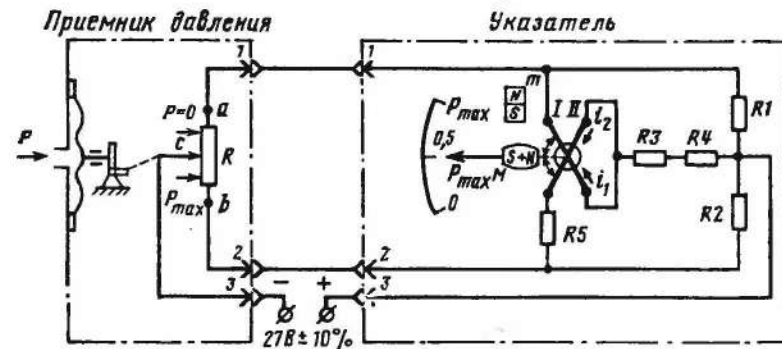 Приемник давления
Указатель
1
1
P=0
a
P
c
R
Pmax
b
2
2
3
3
−
+
27В±10%
m
N
S
Pmax
0,5
Pmax
0
M
S+N
I
II
i2
i1
R3
R4
R1
R2
R5